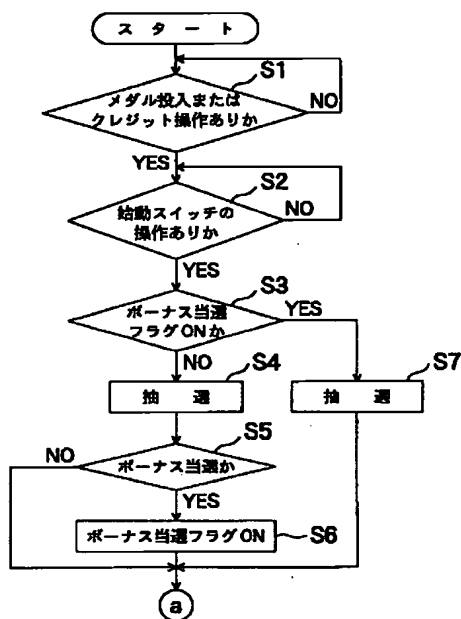 スタート
S1
メダル投入または
クレジット操作ありか
NO
YES
S2
始動スイッチの
操作ありか
NO
YES
S3
ボーナス当選
フラグONか
YES
NO
S4
抽選
S7
抽選
S5
NO
ボーナス当選か
YES
ボーナス当選フラグON
S6
a